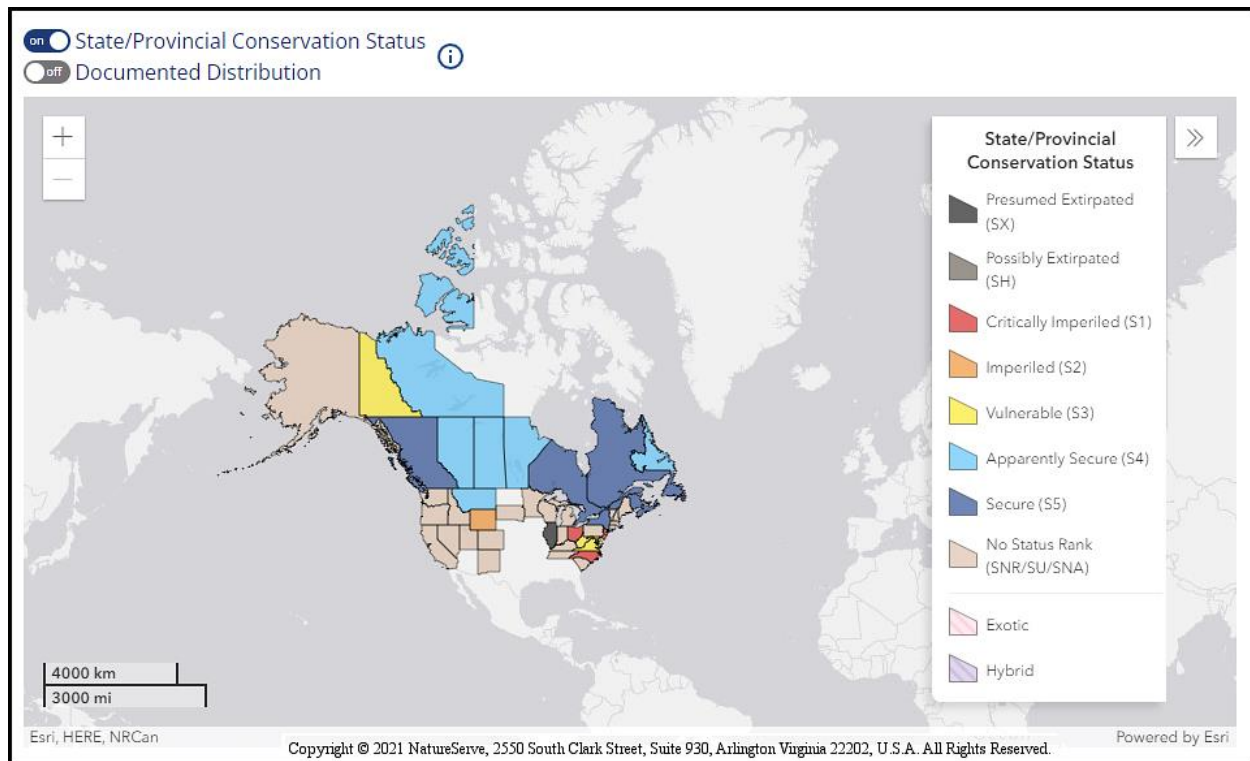 on State/Provincial Conservation Status
off Documented Distribution
State/Provincial
Conservation Status
Presumed Extirpated
(SX)
Possibly Extirpated
(SH)
Critically Imperiled (S1)
Imperiled (S2)
Vulnerable (S3)
Apparently Secure (S4)
Secure (S5)
No Status Rank
(SNR/SU/SNA)
Exotic
Hybrid
4000 km
3000 mi
Esri, HERE, NRCan
Copyright © 2021 NatureServe, 2550 South Clark Street, Suite 930, Arlington Virginia 22202, U.S.A. All Rights Reserved.
Powered by Esri